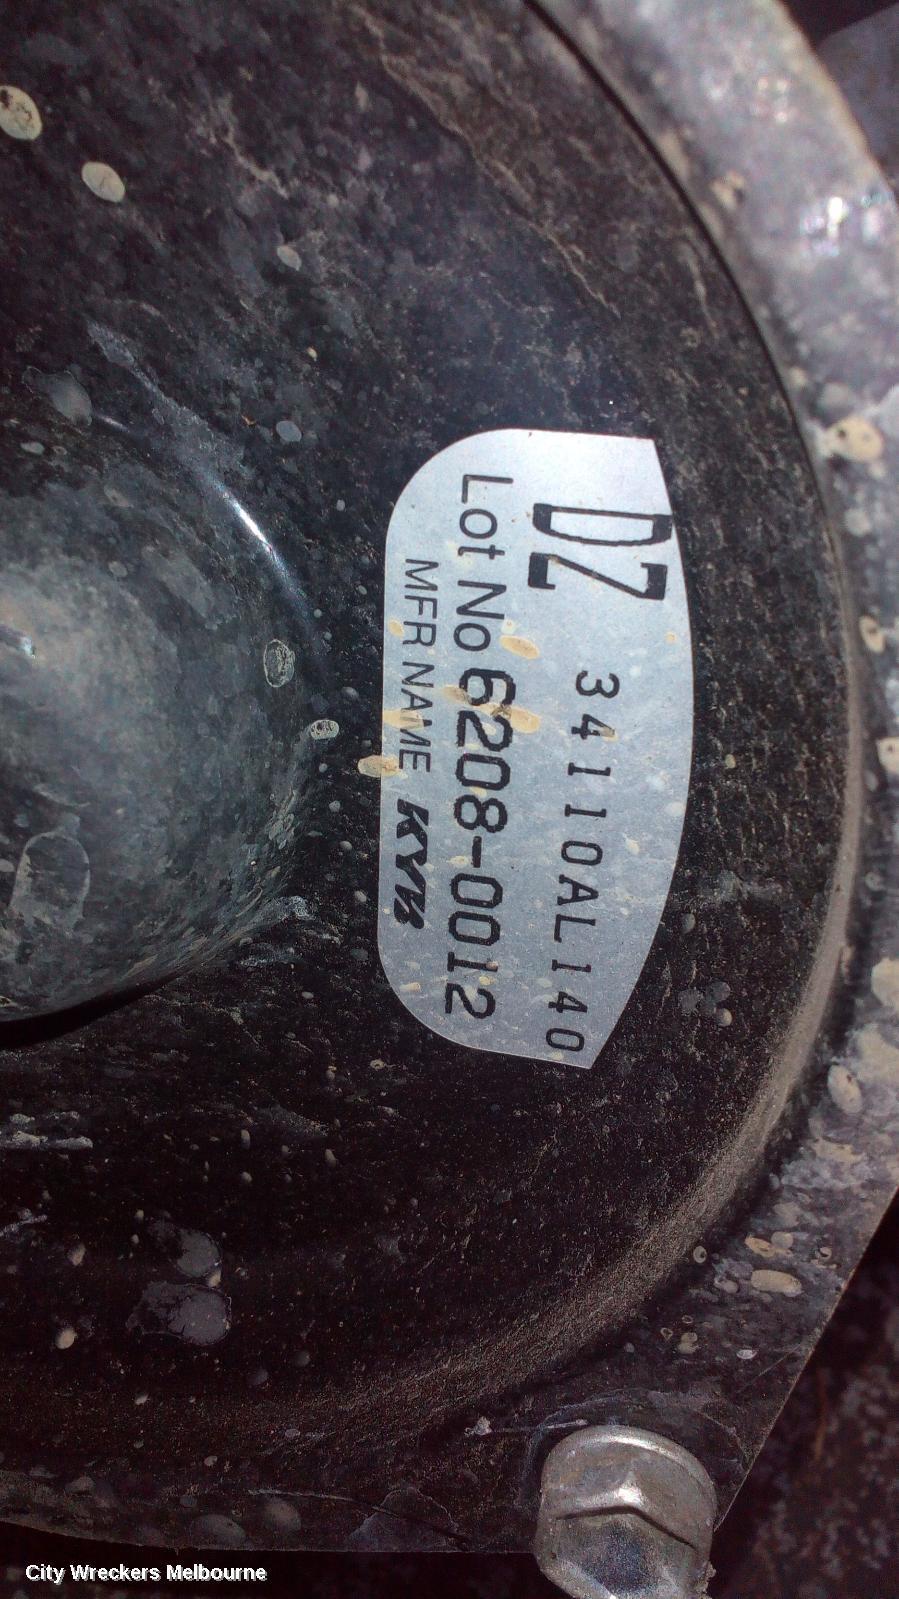 DZ
34110AL140
Lot No 6208-0012
MFR NAME KYB
City Wreckers Melbourne